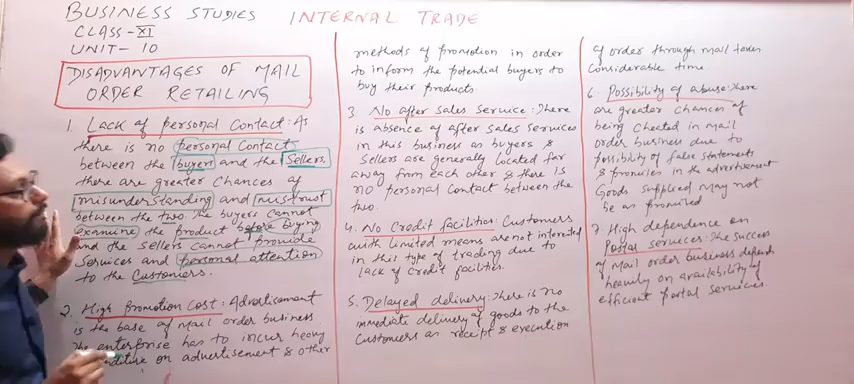 BUSINESS STUDIES
INTERNAL TRADE
CLASS-XI
UNIT-10
DISADVANTAGES OF MAIL
ORDER RETAILING
1. Lack of personal Contact: As
there is no personal Contact
between the buyers and the Sellers,
there are greater Chances of
misunderstanding and mistrust
between the two. The buyers cannot
examine the product before buying
and the sellers cannot provide
Services and personal attention
to the Customers.
2. High Promotion Cost: Advertisement
is the base of Mail order business
The enterprise has to incur heavy
on advertisement & other
methods of promotion in order
to inform the potential buyers to
buy their products.
3. No after Sales Service: There
is absence of after sales services
in this business as buyers &
Sellers are generally located far
away from each other & there is
no personal contact between the
two.
4. No Credit facilities: Customers
with limited means are not interested
in this type of trading due to
lack of credit facilities.
5. Delayed delivery: There is no
immediate delivery of goods to the
Customers as receipt & execution
of order through mail takes
Considerable time.
6. Possibility of abuse: There
are greater chances of
being cheated in mail
order business due to
possibility of false statements
& promises in the advertisement
Goods supplied may not
be as promised
7. High dependence on
Postal services: The success
of Mail order business depends
heavily on availability of
efficient postal services